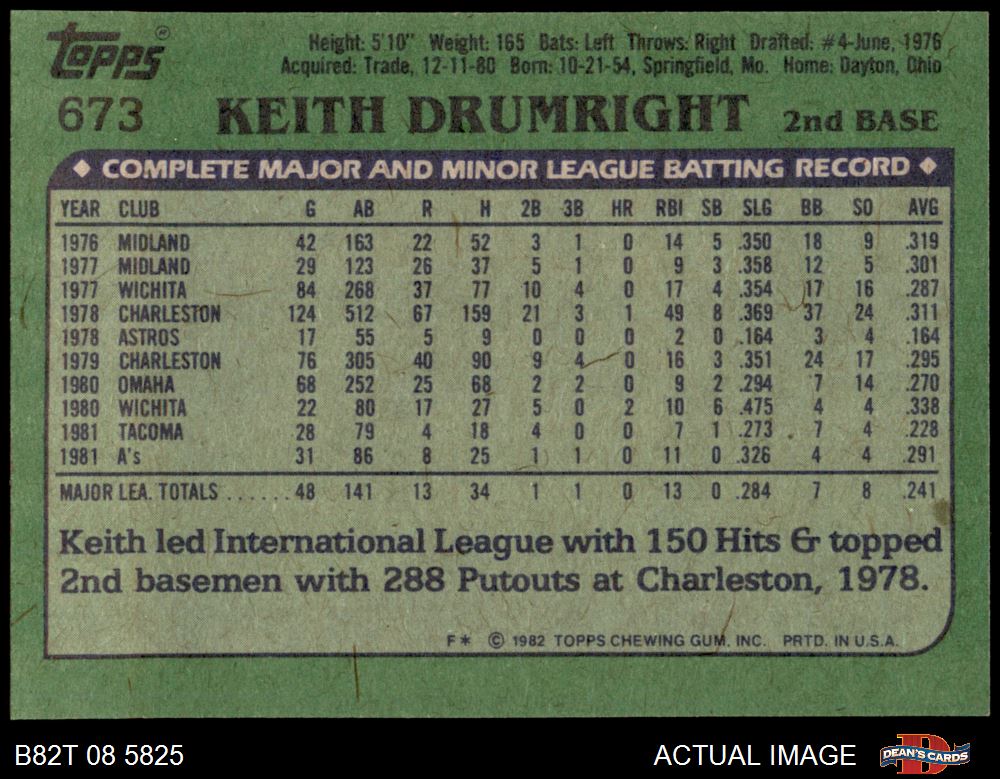 Topps®
Height: 5'10" Weight: 165 Bats: Left Throws: Right Drafted: #4-June, 1976
Acquired: Trade, 12-11-80 Born: 10-21-54, Springfield, Mo. Home: Dayton, Ohio
673 KEITH DRUMRIGHT 2nd BASE
◆ COMPLETE MAJOR AND MINOR LEAGUE BATTING RECORD ◆
YEAR CLUB G AB R H 2B 3B HR RBI SB SLG BB SO AVG
1976 MIDLAND 42 163 22 52 3 1 0 14 5 .350 18 9 .319
1977 MIDLAND 29 123 26 37 5 1 0 9 3 .358 12 5 .301
1977 WICHITA 84 268 37 77 10 4 0 17 4 .354 17 16 .287
1978 CHARLESTON 124 512 67 159 21 3 1 49 8 .369 37 24 .311
1978 ASTROS 17 55 5 9 0 0 0 2 0 .164 3 4 .164
1979 CHARLESTON 76 305 40 90 9 4 0 16 3 .351 24 17 .295
1980 OMAHA 68 252 25 68 2 2 0 9 2 .294 7 14 .270
1980 WICHITA 22 80 17 27 5 0 2 10 6 .475 4 4 .338
1981 TACOMA 28 79 4 18 4 0 0 7 1 .273 7 4 .228
1981 A's 31 86 8 25 1 1 0 11 0 .326 4 4 .291
MAJOR LEA. TOTALS ...... 48 141 13 34 1 1 0 13 0 .284 7 8 .241
Keith led International League with 150 Hits & topped
2nd basemen with 288 Putouts at Charleston, 1978.
F* © 1982 TOPPS CHEWING GUM, INC. PRTD. IN U.S.A.
B82T 08 5825 ACTUAL IMAGE DEAN'S CARDS